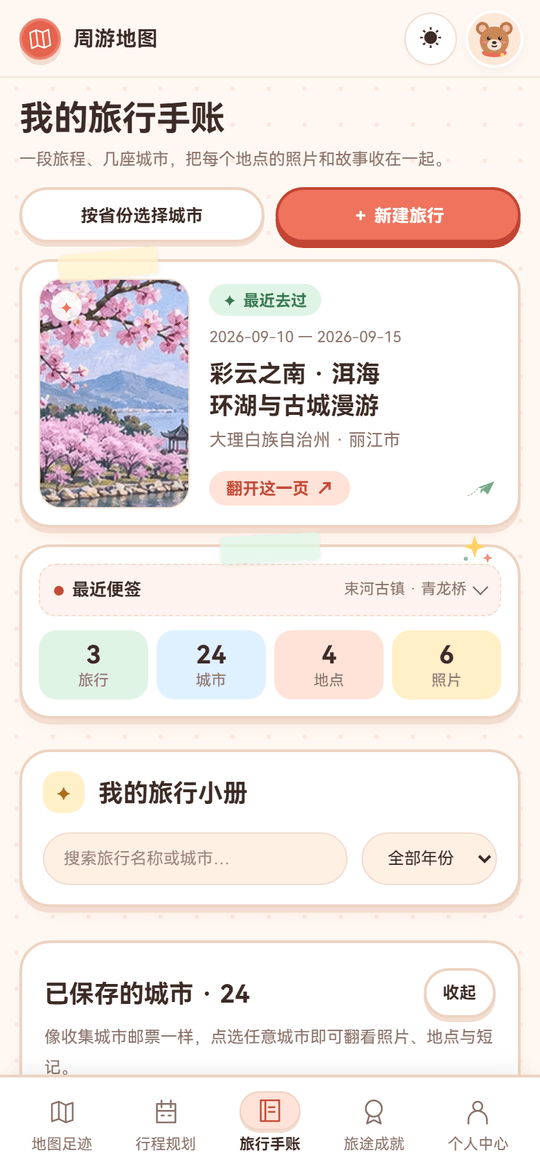 周游地图
我的旅行手账
一段旅程、几座城市，把每个地点的照片和故事收在一起。
按省份选择城市
+ 新建旅行
✦ 最近去过
2026-09-10 — 2026-09-15
彩云之南 · 洱海
环湖与古城漫游
大理白族自治州 · 丽江市
翻开这一页 ↗
最近便签
束河古镇 · 青龙桥
3
旅行
24
城市
4
地点
6
照片
我的旅行小册
搜索旅行名称或城市...
全部年份
已保存的城市 · 24
收起
像收集城市邮票一样，点选任意城市即可翻看照片、地点与短
记。
地图足迹
行程规划
旅行手账
旅途成就
个人中心